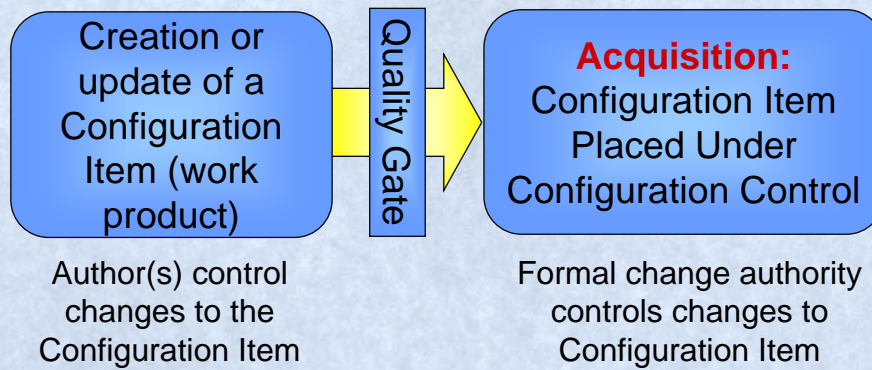 Creation or
update of a
Configuration
Item (work
product)
Quality Gate
Acquisition:
Configuration Item
Placed Under
Configuration Control
Author(s) control
changes to the
Configuration Item
Formal change authority
controls changes to
Configuration Item